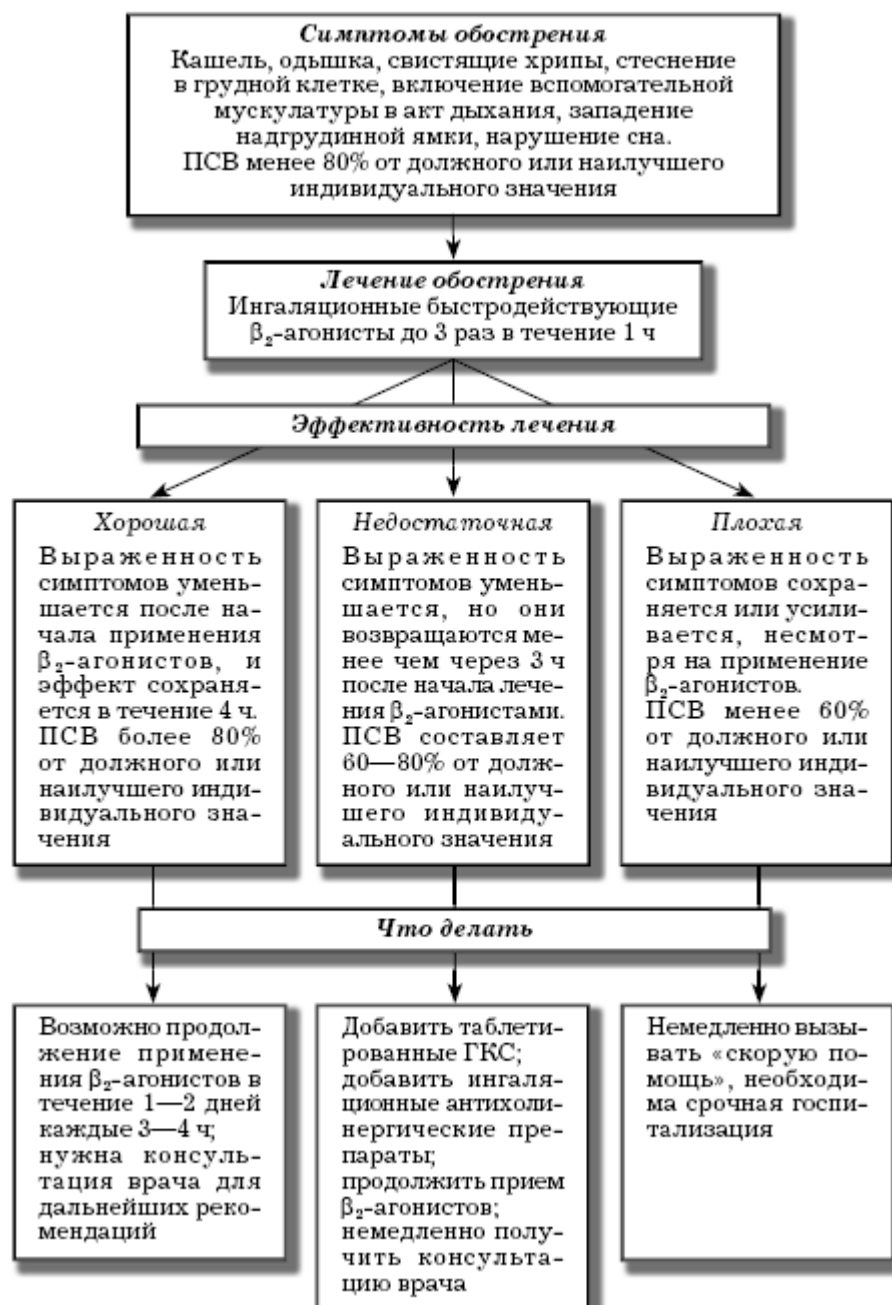 Симптомы обострения
Кашель, одышка, свистящие хрипы, стеснение
в грудной клетке, включение вспомогательной
мускулатуры в акт дыхания, западение
надгрудинной ямки, нарушение сна.
ПСВ менее 80% от должного или наилучшего
индивидуального значения
Лечение обострения
Ингаляционные быстродействующие
β₂-агонисты до 3 раз в течение 1 ч
Эффективность лечения
Хорошая
Выраженность
симптомов умень-
шается после на-
чала применения
β₂-агонистов, и
эффект сохраня-
ется в течение 4 ч.
ПСВ более 80%
от должного или
наилучшего инди-
видуального зна-
чения
Недостаточная
Выраженность
симптомов умень-
шается, но они
возвращаются ме-
нее чем через 3 ч
после начала лече-
ния β₂-агонистами.
ПСВ составляет
60—80% от долж-
ного или наилуч-
шего индивиду-
ального значения
Плохая
Выраженность
симптомов сохра-
няется или усили-
вается, несмот-
ря на применение
β₂-агонистов.
ПСВ менее 60%
от должного или
наилучшего инди-
видуального зна-
чения
Что делать
Возможно продол-
жение примене-
ния β₂-агонистов в
течение 1—2 дней
каждые 3—4 ч;
нужна консуль-
тация врача для
дальнейших реко-
мендаций
Добавить таблети-
рованные ГКС;
добавить ингаля-
ционные антихоли-
нергические пре-
параты;
продолжить прием
β₂-агонистов;
немедленно полу-
чить консульта-
цию врача
Немедленно вызы-
вать «скорую по-
мощь», необходи-
ма срочная госпи-
тализация